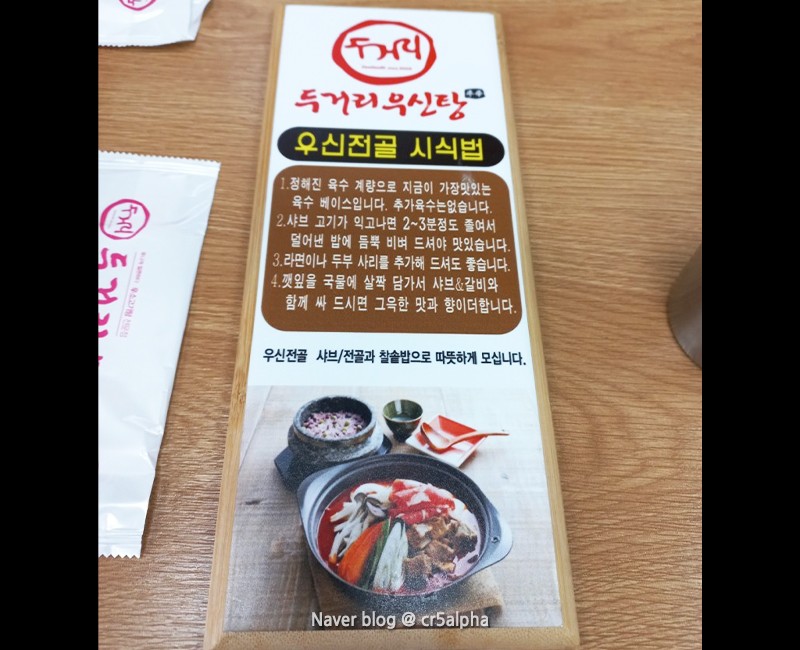 두거리
두거리우신탕
우신전골 시식법
1.정해진 육수 계량으로 지금이 가장맛있는
육수 베이스입니다. 추가육수는없습니다.
2.샤브 고기가 익고나면 2~3분정도 졸여서
덜어낸 밥에 듬뿍 비벼 드셔야 맛있습니다.
3.라면이나 두부 사리를 추가해 드셔도 좋습니다.
4.깻잎을 국물에 살짝 담가서 샤브&갈비와
함께 싸 드시면 그윽한 맛과 향이더합니다.
우신전골 샤브/전골과 찰솥밥으로 따뜻하게 모십니다.
두거리
Naver blog @ cr5alpha